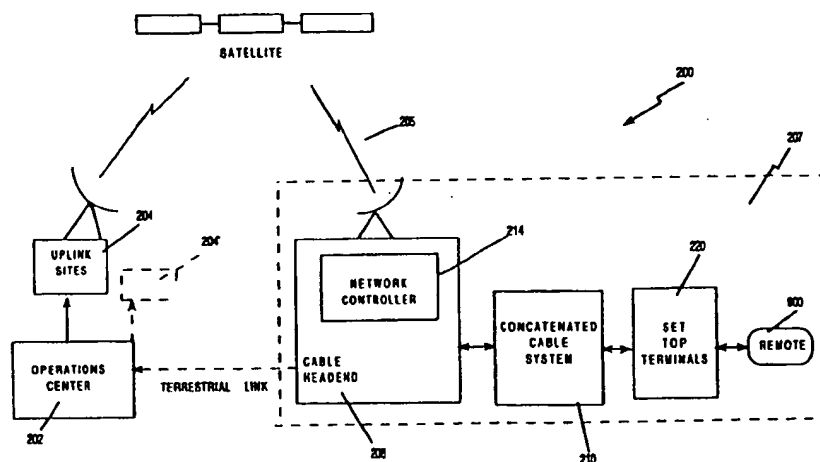 SATELLITE
200
205
207
204
UPLINK
SITES
204'
214
NETWORK
CONTROLLER
220
CONCATENATED
CABLE
SYSTEM
SET
TOP
TERMINALS
900
REMOTE
OPERATIONS
CENTER
TERRESTRIAL LINK
CABLE
HEADEND
202
208
210